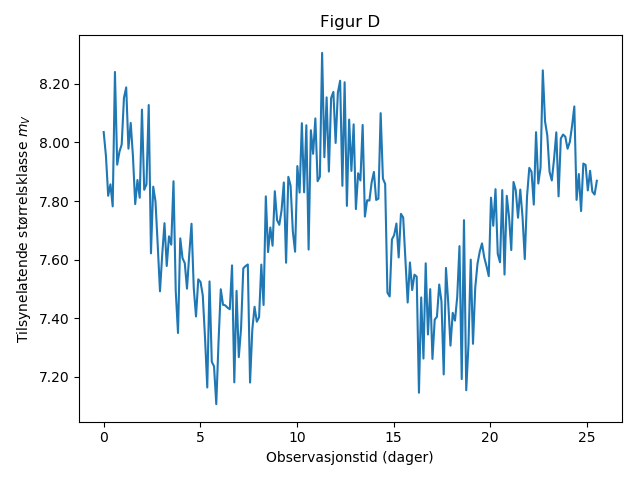 Figur D
Tilsynelatende størrelsklasse m_V
8.20
8.00
7.80
7.60
7.40
7.20
0 5 10 15 20 25
Observasjonstid (dager)